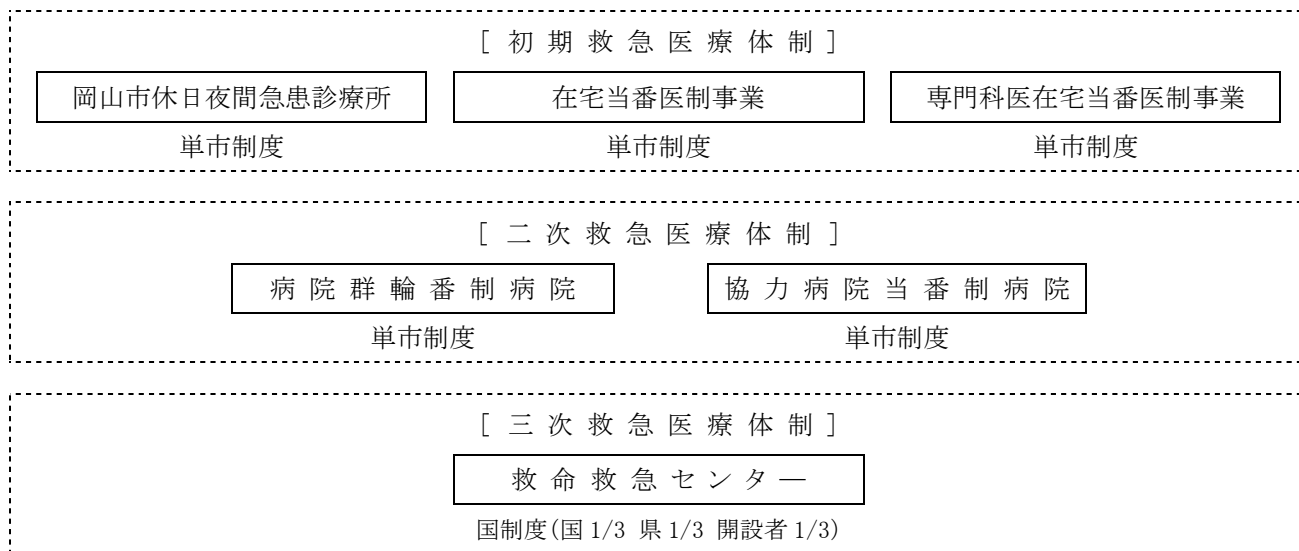 [ 初 期 救 急 医 療 体 制 ]
岡山市休日夜間急患診療所 在宅当番医制事業 専門科医在宅当番医制事業
単市制度 単市制度 単市制度
[ 二 次 救 急 医 療 体 制 ]
病 院 群 輪 番 制 病 院 協 力 病 院 当 番 制 病 院
単市制度 単市制度
[ 三 次 救 急 医 療 体 制 ]
救 命 救 急 セ ン タ ―
国制度(国 1/3 県 1/3 開設者 1/3)